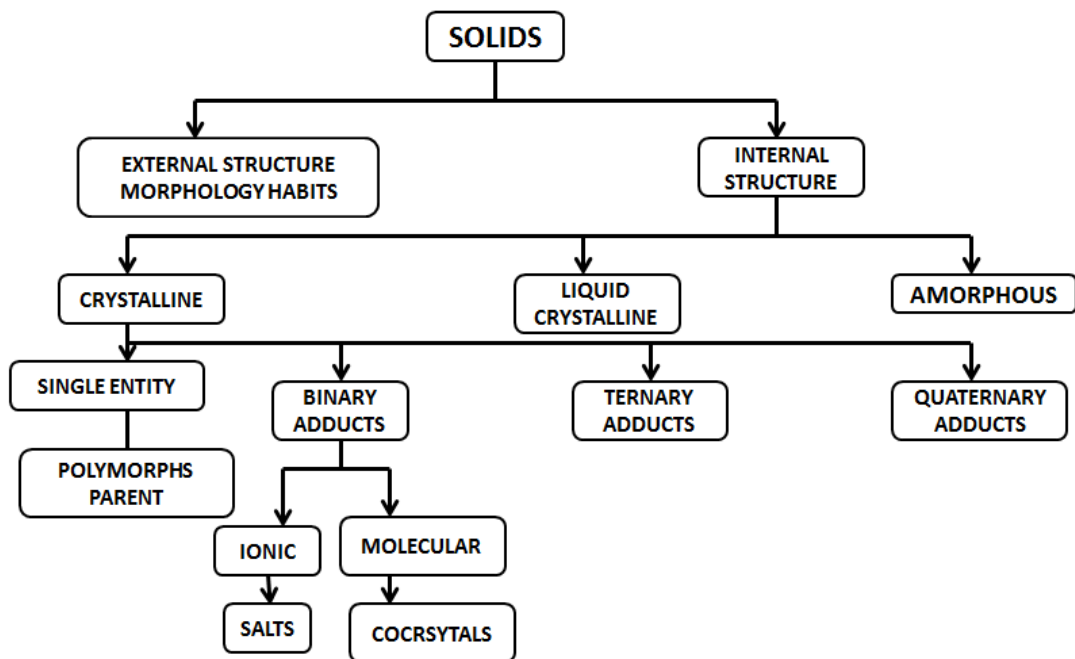 SOLIDS
EXTERNAL STRUCTURE
MORPHOLOGY HABITS
INTERNAL
STRUCTURE
CRYSTALLINE
LIQUID
CRYSTALLINE
AMORPHOUS
SINGLE ENTITY
BINARY
ADDUCTS
TERNARY
ADDUCTS
QUATERNARY
ADDUCTS
POLYMORPHS
PARENT
IONIC
MOLECULAR
SALTS
COCRSYTALS